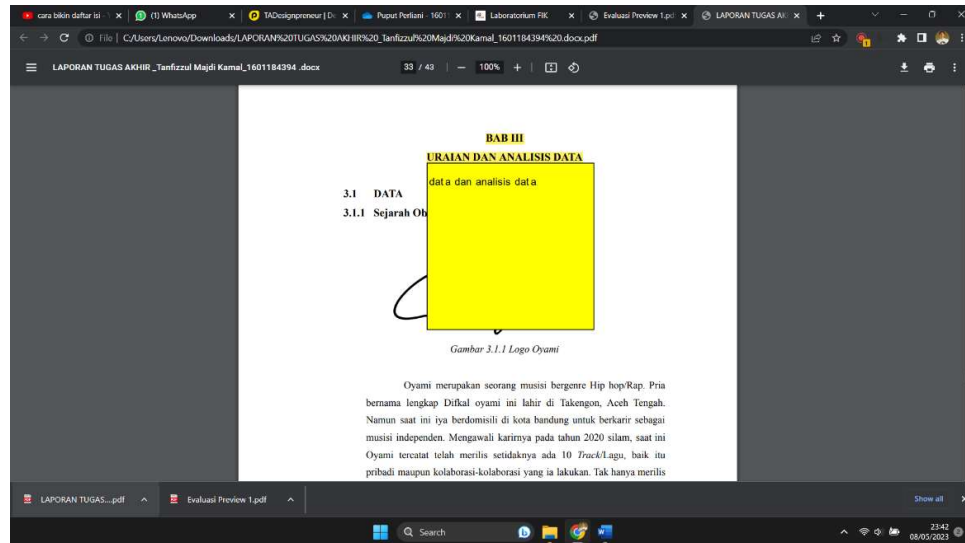 cara bikin daftar isi -
(1) WhatsApp
TADesignpreneur | D
Puput Perliani - 1601
Laboratorium FIK
Evaluasi Preview 1.pd
LAPORAN TUGAS AK
File | C:/Users/Lenovo/Downloads/LAPORAN%20TUGAS%20AKHIR%20_Tanfizzul%20Majdi%20Kamal_1601184394%20.docx.pdf
LAPORAN TUGAS AKHIR _Tanfizzul Majdi Kamal_1601184394 .docx
33 / 43 | − 100% +
BAB III
URAIAN DAN ANALISIS DATA
data dan analisis data
3.1 DATA
3.1.1 Sejarah Ob
Gambar 3.1.1 Logo Oyami
Oyami merupakan seorang musisi bergenre Hip hop/Rap. Pria
bernama lengkap Difkal oyami ini lahir di Takengon, Aceh Tengah.
Namun saat ini iya berdomisili di kota bandung untuk berkarir sebagai
musisi independen. Mengawali karirnya pada tahun 2020 silam, saat ini
Oyami tercatat telah merilis setidaknya ada 10 Track/Lagu, baik itu
pribadi maupun kolaborasi-kolaborasi yang ia lakukan. Tak hanya merilis
LAPORAN TUGAS....pdf
Evaluasi Preview 1.pdf
Show all
Search
23:42
08/05/2023